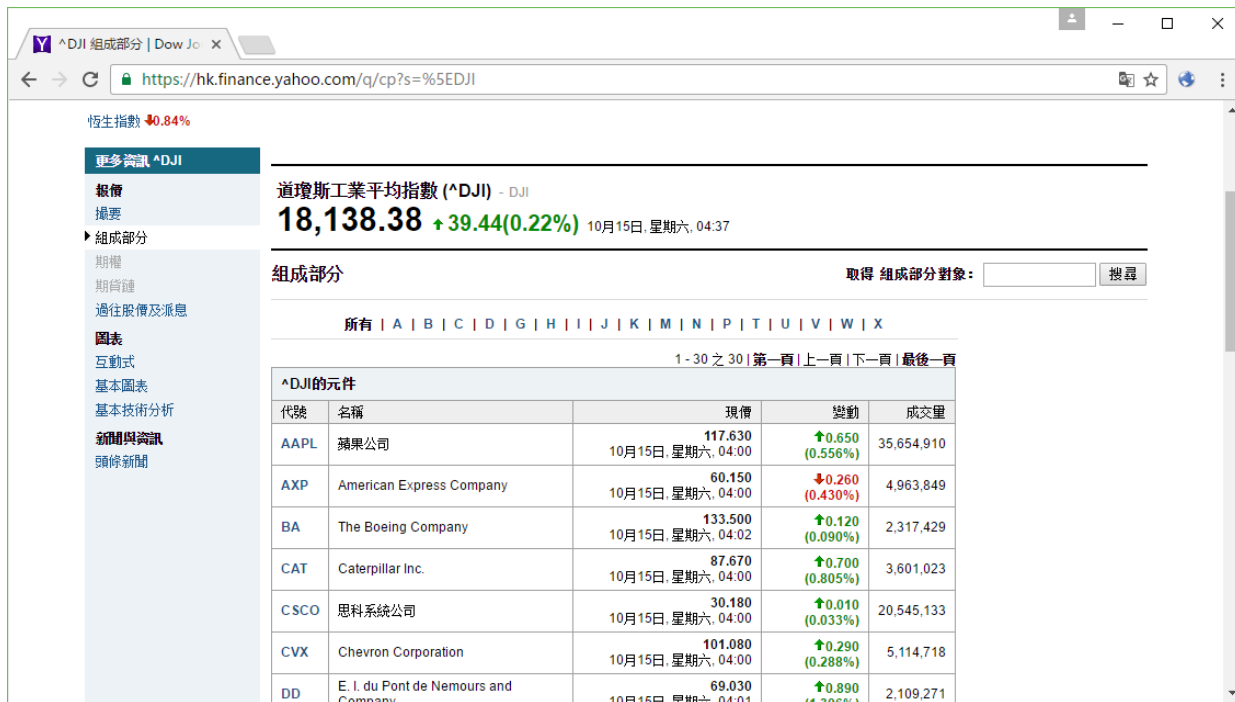 ^DJI 組成部分 | Dow Jo
https://hk.finance.yahoo.com/q/cp?s=%5EDJI
恆生指數 0.84%
更多資訊 ^DJI
報價
撮要
組成部分
期權
期貨鏈
過往股價及派息
圖表
互動式
基本圖表
基本技術分析
新聞與資訊
頭條新聞
道瓊斯工業平均指數 (^DJI) - DJI
18,138.38 39.44(0.22%) 10月15日, 星期六, 04:37
組成部分 取得 組成部分對象: 搜尋
所有 | A | B | C | D | G | H | I | J | K | M | N | P | T | U | V | W | X
1 - 30 之 30 | 第一頁 | 上一頁 | 下一頁 | 最後一頁
^DJI的元件
代號 名稱 現價 變動 成交量
AAPL 蘋果公司 117.630 10月15日, 星期六, 04:00 0.650 (0.556%) 35,654,910
AXP American Express Company 60.150 10月15日, 星期六, 04:00 0.260 (0.430%) 4,963,849
BA The Boeing Company 133.500 10月15日, 星期六, 04:02 0.120 (0.090%) 2,317,429
CAT Caterpillar Inc. 87.670 10月15日, 星期六, 04:00 0.700 (0.805%) 3,601,023
CSCO 思科系統公司 30.180 10月15日, 星期六, 04:00 0.010 (0.033%) 20,545,133
CVX Chevron Corporation 101.080 10月15日, 星期六, 04:00 0.290 (0.288%) 5,114,718
DD E. I. du Pont de Nemours and Company 69.030 10月15日, 星期六, 04:01 0.890 2,109,271